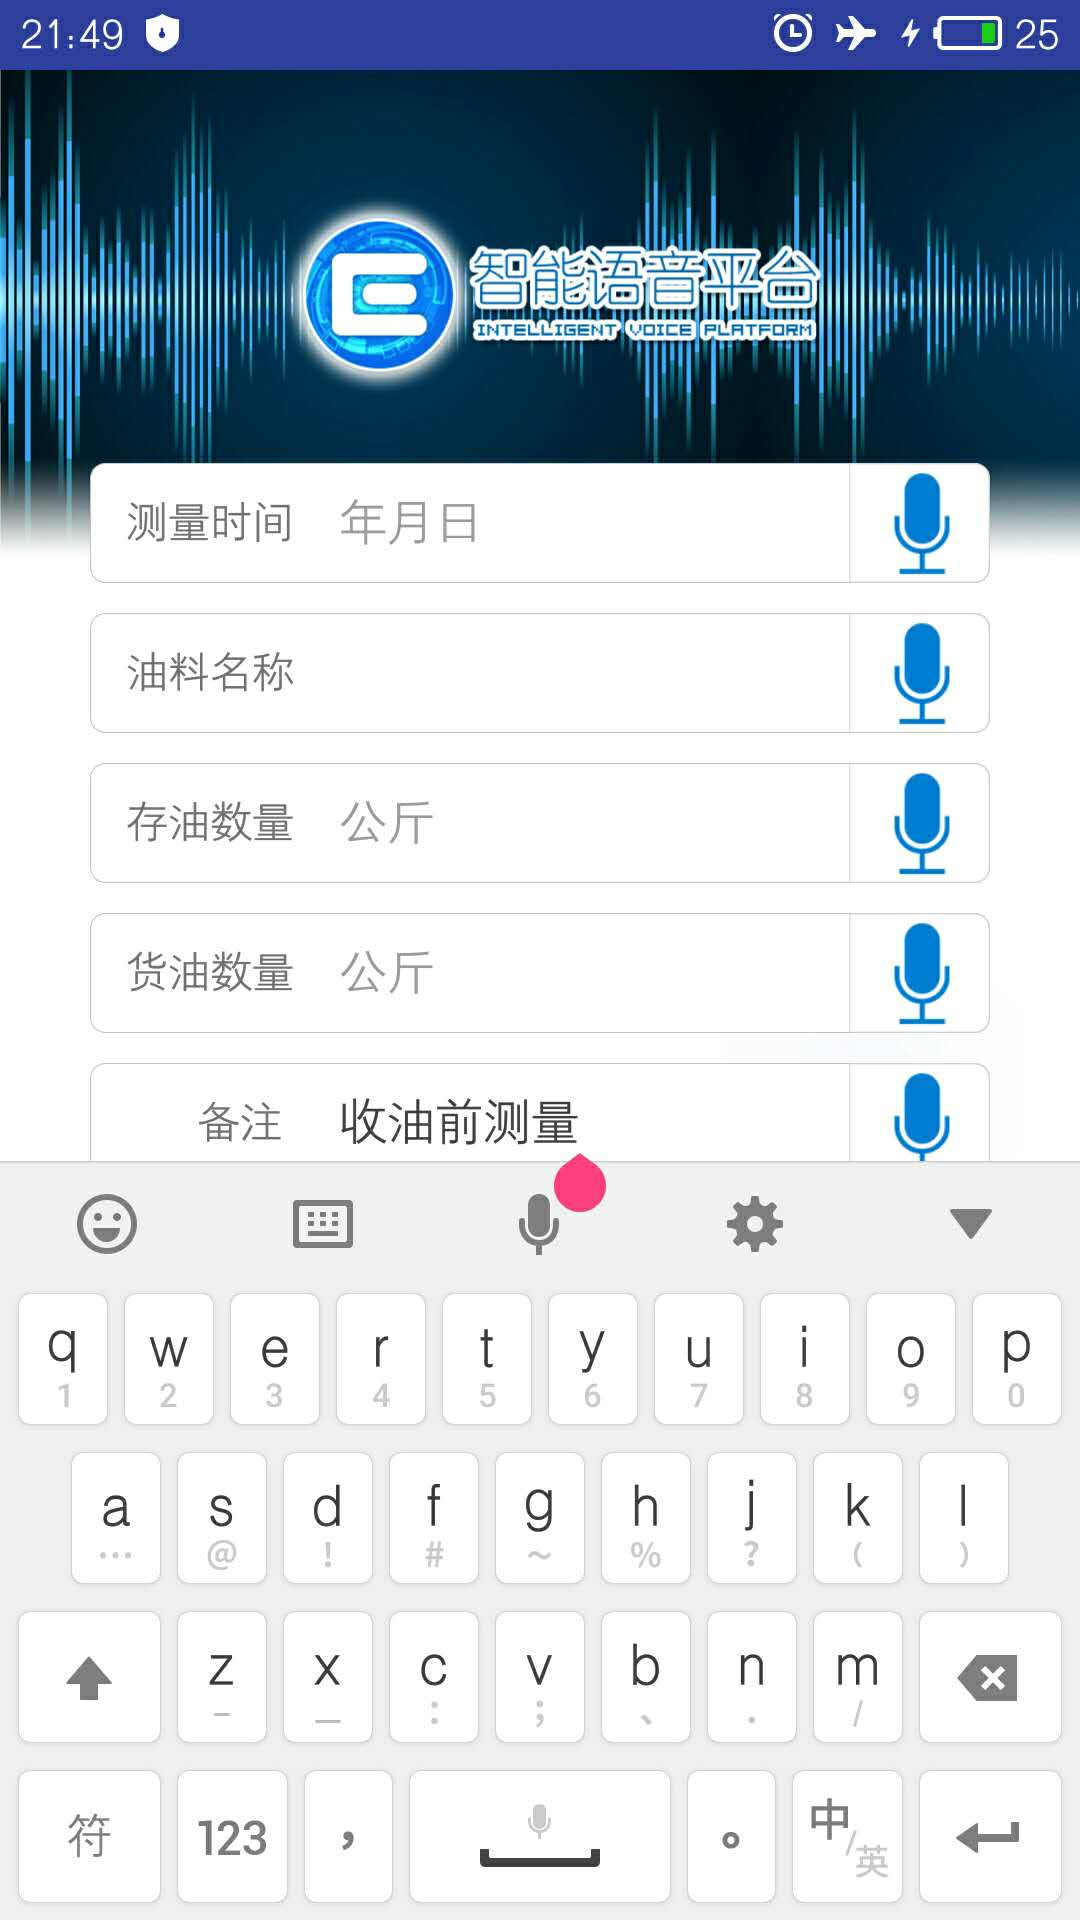 21:49 25
智能语音平台
INTELLIGENT VOICE PLATFORM
测量时间 年月日
油料名称
存油数量 公斤
货油数量 公斤
备注 收油前测量
q w e r t y u i o p
1 2 3 4 5 6 7 8 9 0
a s d f g h j k l
… @ ! # ~ % ? ( )
z x c v b n m
- — : ; 、 . /
符 123 , 。 中/英